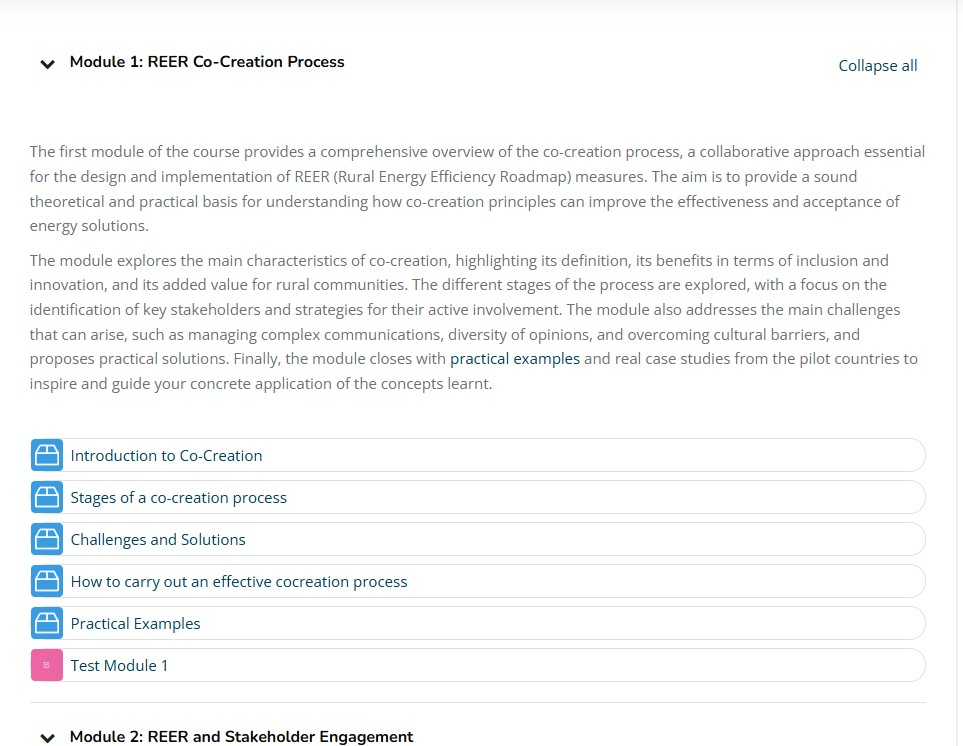 Module 1: REER Co-Creation Process
Collapse all
The first module of the course provides a comprehensive overview of the co-creation process, a collaborative approach essential
for the design and implementation of REER (Rural Energy Efficiency Roadmap) measures. The aim is to provide a sound
theoretical and practical basis for understanding how co-creation principles can improve the effectiveness and acceptance of
energy solutions.
The module explores the main characteristics of co-creation, highlighting its definition, its benefits in terms of inclusion and
innovation, and its added value for rural communities. The different stages of the process are explored, with a focus on the
identification of key stakeholders and strategies for their active involvement. The module also addresses the main challenges
that can arise, such as managing complex communications, diversity of opinions, and overcoming cultural barriers, and
proposes practical solutions. Finally, the module closes with practical examples and real case studies from the pilot countries to
inspire and guide your concrete application of the concepts learnt.
Introduction to Co-Creation
Stages of a co-creation process
Challenges and Solutions
How to carry out an effective cocreation process
Practical Examples
Test Module 1
Module 2: REER and Stakeholder Engagement